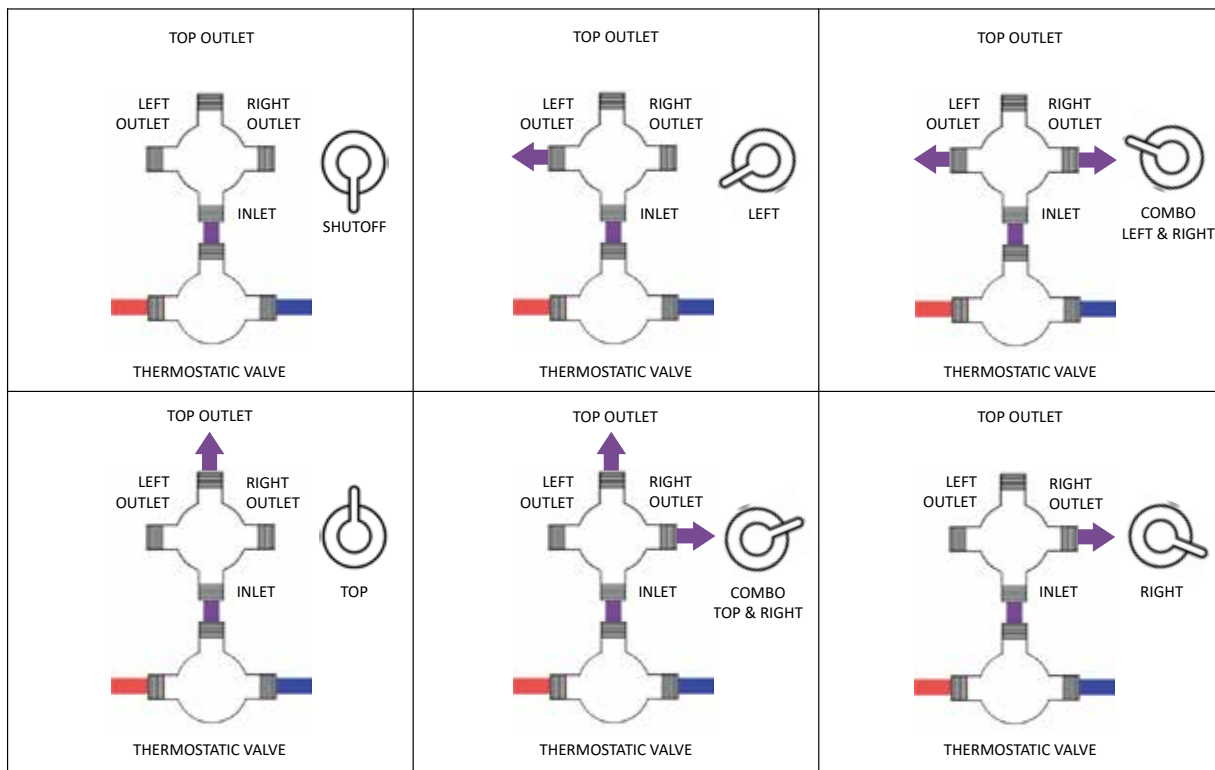 TOP OUTLET
LEFT
OUTLET
RIGHT
OUTLET
INLET
SHUTOFF
THERMOSTATIC VALVE
TOP OUTLET
LEFT
OUTLET
RIGHT
OUTLET
INLET
LEFT
THERMOSTATIC VALVE
TOP OUTLET
LEFT
OUTLET
RIGHT
OUTLET
INLET
COMBO
LEFT & RIGHT
THERMOSTATIC VALVE
TOP OUTLET
LEFT
OUTLET
RIGHT
OUTLET
INLET
TOP
THERMOSTATIC VALVE
TOP OUTLET
LEFT
OUTLET
RIGHT
OUTLET
INLET
COMBO
TOP & RIGHT
THERMOSTATIC VALVE
TOP OUTLET
LEFT
OUTLET
RIGHT
OUTLET
INLET
RIGHT
THERMOSTATIC VALVE